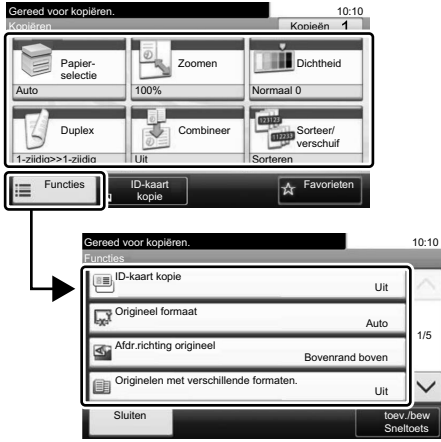 Gereed voor kopiëren. 10:10
Kopiëren Kopieën 1
Papier-
selectie
Auto
Zoomen
100%
Dichtheid
Normaal 0
Duplex
1-zijdig>>1-zijdig
Combineer
Uit
123123
112233
Sorteer/
verschuif
Sorteren
Functies
ID-kaart
kopie
Favorieten
Gereed voor kopiëren. 10:10
Functies
ID-kaart kopie
Uit
Origineel formaat
Auto
1/5
Afdr.richting origineel
Bovenrand boven
Originelen met verschillende formaten.
Uit
Sluiten
toev./bew
Sneltoets